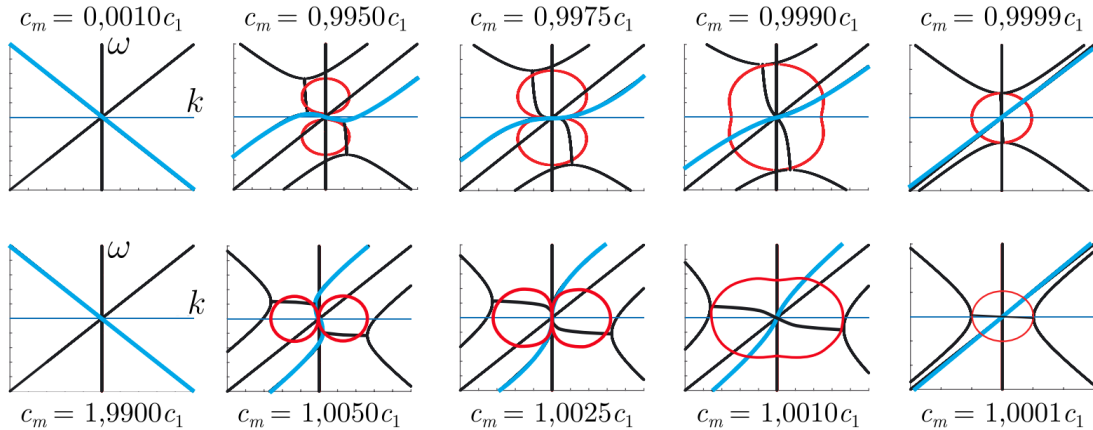 c_m = 0,0010c_1 c_m = 0,9950c_1 c_m = 0,9975c_1 c_m = 0,9990c_1 c_m = 0,9999c_1
ω
k
ω
k
c_m = 1,9900c_1 c_m = 1,0050c_1 c_m = 1,0025c_1 c_m = 1,0010c_1 c_m = 1,0001c_1